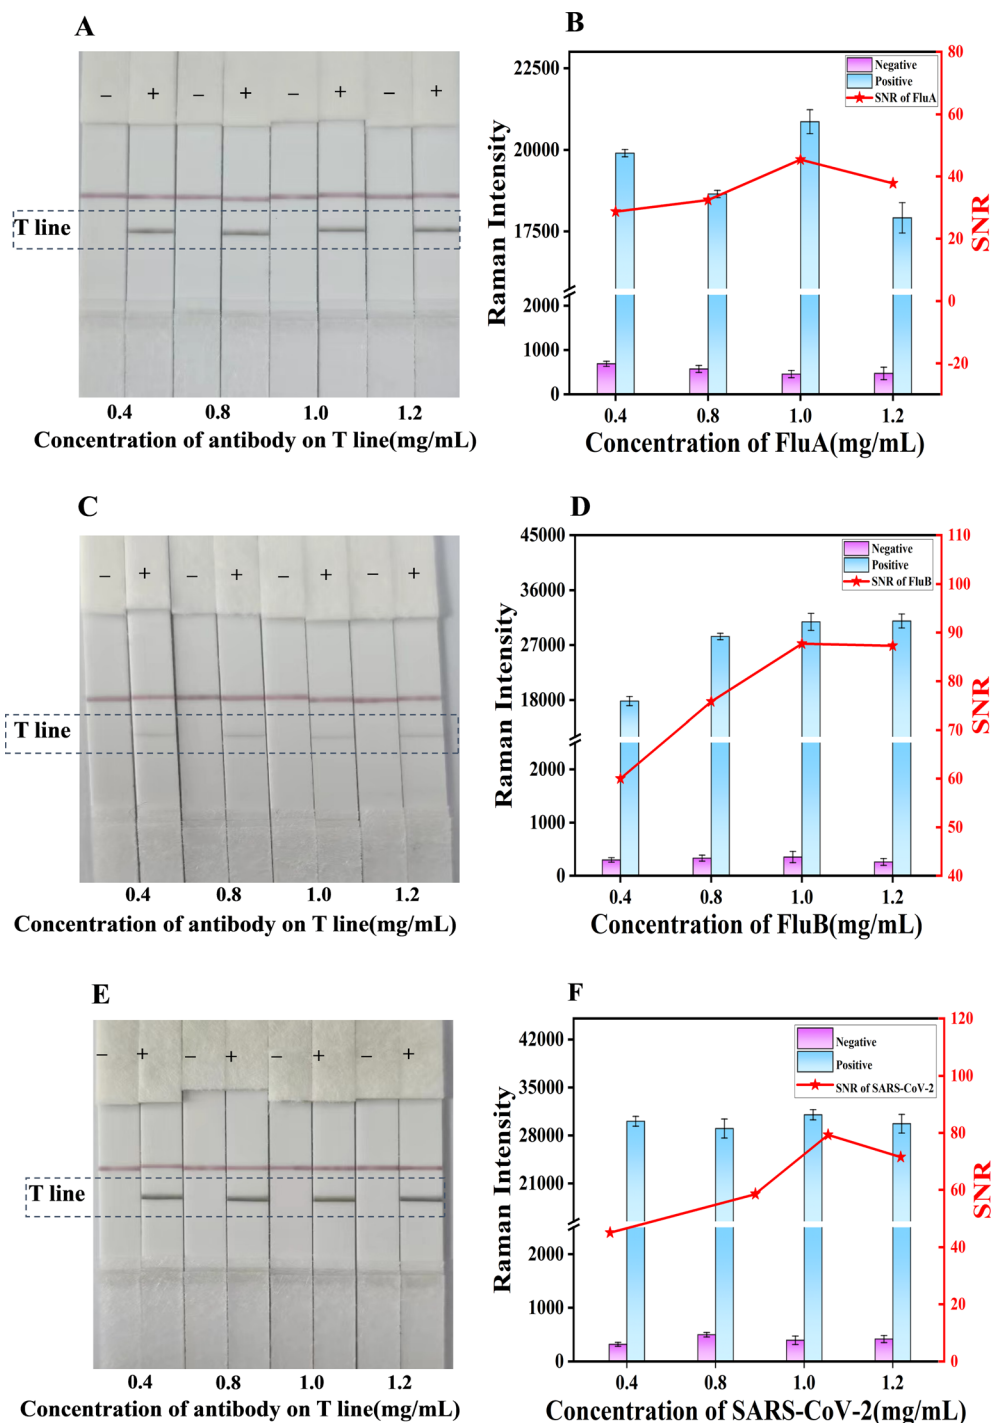 A
− + − + − + − +
T line
0.4 0.8 1.0 1.2
Concentration of antibody on T line(mg/mL)
B
Negative
Positive
SNR of FluA
22500
20000
17500
2000
1000
0
Raman Intensity
80
60
40
20
0
-20
SNR
0.4 0.8 1.0 1.2
Concentration of FluA(mg/mL)
C
− + − + − + − +
T line
0.4 0.8 1.0 1.2
Concentration of antibody on T line(mg/mL)
D
Negative
Positive
SNR of FluB
45000
36000
27000
18000
2000
1000
0
Raman Intensity
110
100
90
80
70
60
50
40
SNR
0.4 0.8 1.0 1.2
Concentration of FluB(mg/mL)
E
− + − + − + − +
T line
0.4 0.8 1.0 1.2
Concentration of antibody on T line(mg/mL)
F
Negative
Positive
SNR of SARS-CoV-2
42000
35000
28000
21000
2000
1000
0
Raman Intensity
120
100
80
60
40
20
0
SNR
0.4 0.8 1.0 1.2
Concentration of SARS-CoV-2(mg/mL)